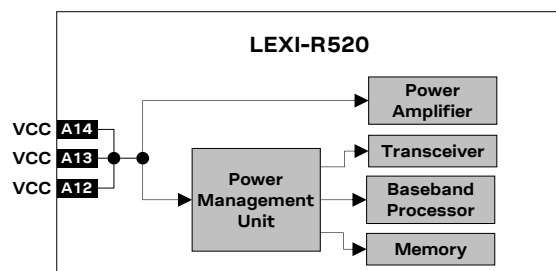 LEXI-R520
VCC A14
VCC A13
VCC A12
Power
Amplifier
Transceiver
Power
Management
Unit
Baseband
Processor
Memory